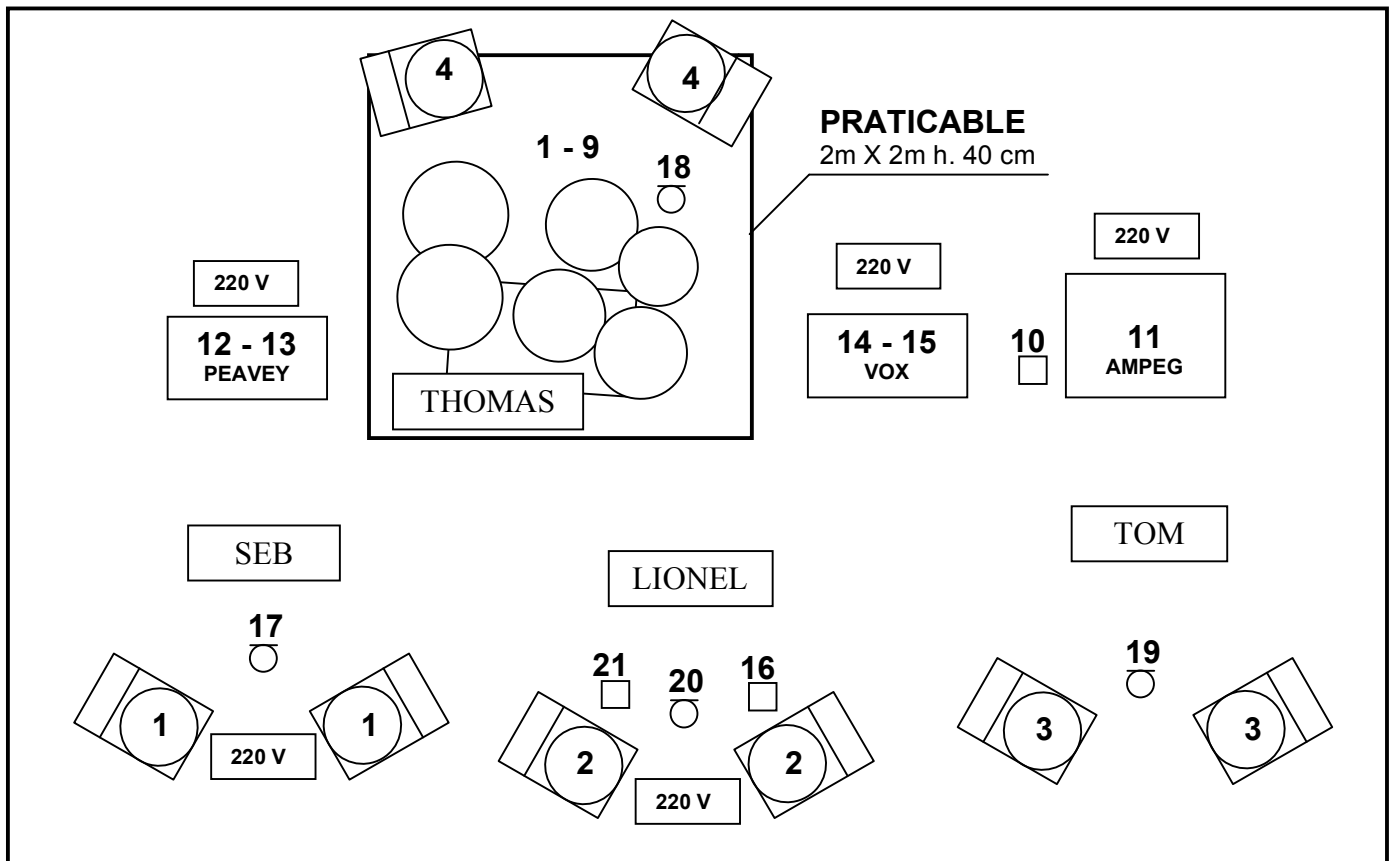 4
4
PRATICABLE
2m X 2m h. 40 cm
1 - 9
18
220 V
220 V
220 V
12 - 13
PEAVEY
14 - 15
VOX
10
11
AMPEG
THOMAS
SEB
LIONEL
TOM
17
21
20
16
19
1
1
220 V
2
2
220 V
3
3